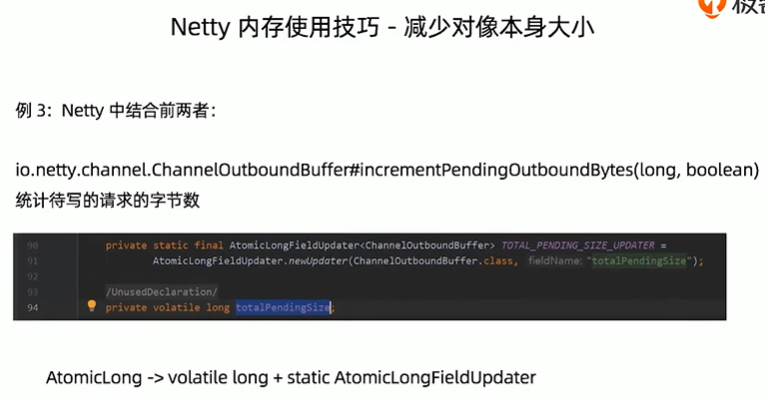 极客
Netty 内存使用技巧 - 减少对像本身大小
例 3：Netty 中结合前两者：
io.netty.channel.ChannelOutboundBuffer#incrementPendingOutboundBytes(long, boolean)
统计待写的请求的字节数
90 private static final AtomicLongFieldUpdater<ChannelOutboundBuffer> TOTAL_PENDING_SIZE_UPDATER =
91 AtomicLongFieldUpdater.newUpdater(ChannelOutboundBuffer.class, fieldName: "totalPendingSize");
92
93 /UnusedDeclaration/
94 private volatile long totalPendingSize;
AtomicLong -> volatile long + static AtomicLongFieldUpdater